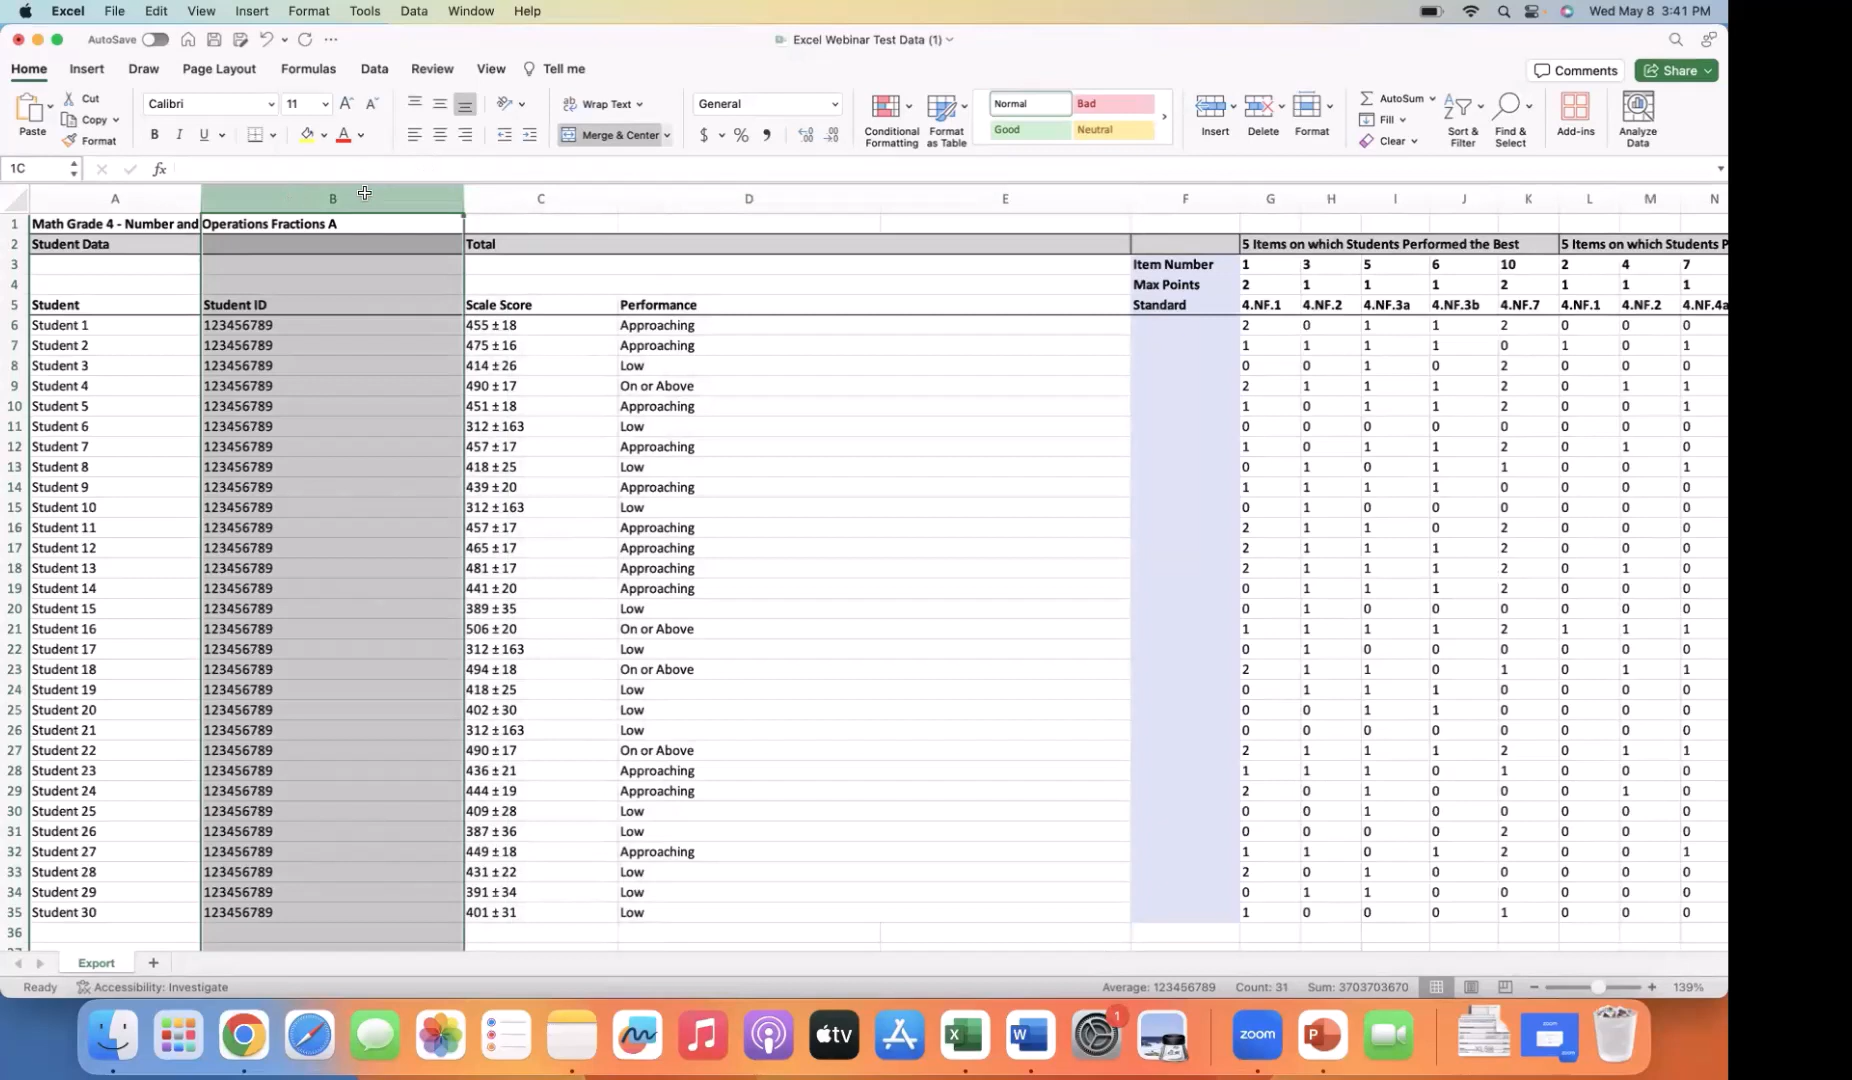 Excel File Edit View Insert Format Tools Data Window Help Wed May 8 3:41 PM
AutoSave Excel Webinar Test Data (1)
Home Insert Draw Page Layout Formulas Data Review View Tell me Comments Share
Paste Cut Copy Format Calibri 11 Wrap Text Merge & Center General Conditional Formatting Format as Table Normal Bad Good Neutral Insert Delete Format AutoSum Fill Clear Sort & Filter Find & Select Add-ins Analyze Data
1C fx
A B C D E F G H I J K L M N
1 Math Grade 4 - Number and Operations Fractions A
2 Student Data Total 5 Items on which Students Performed the Best 5 Items on which Students P
3 Item Number 1 3 5 6 10 2 4 7
4 Max Points 2 1 1 1 2 1 1 1
5 Student Student ID Scale Score Performance Standard 4.NF.1 4.NF.2 4.NF.3a 4.NF.3b 4.NF.7 4.NF.1 4.NF.2 4.NF.4a
6 Student 1 123456789 455 ± 18 Approaching 2 0 1 1 2 0 0 0
7 Student 2 123456789 475 ± 16 Approaching 1 1 1 1 0 1 0 1
8 Student 3 123456789 414 ± 26 Low 0 0 1 0 2 0 0 0
9 Student 4 123456789 490 ± 17 On or Above 2 1 1 1 2 0 1 1
10 Student 5 123456789 451 ± 18 Approaching 1 0 1 1 2 0 0 1
11 Student 6 123456789 312 ± 163 Low 0 0 0 0 0 0 0 0
12 Student 7 123456789 457 ± 17 Approaching 1 0 1 1 2 0 1 0
13 Student 8 123456789 418 ± 25 Low 0 1 0 1 1 0 0 1
14 Student 9 123456789 439 ± 20 Approaching 1 1 1 1 0 0 0 0
15 Student 10 123456789 312 ± 163 Low 0 1 0 0 0 0 0 0
16 Student 11 123456789 457 ± 17 Approaching 2 1 1 0 2 0 0 0
17 Student 12 123456789 465 ± 17 Approaching 2 1 1 1 2 0 0 0
18 Student 13 123456789 481 ± 17 Approaching 2 1 1 1 2 0 1 0
19 Student 14 123456789 441 ± 20 Approaching 0 1 1 1 2 0 0 0
20 Student 15 123456789 389 ± 35 Low 0 1 0 0 0 0 0 0
21 Student 16 123456789 506 ± 20 On or Above 1 1 1 1 2 1 1 1
22 Student 17 123456789 312 ± 163 Low 0 1 0 0 0 0 0 0
23 Student 18 123456789 494 ± 18 On or Above 2 1 1 0 1 0 1 1
24 Student 19 123456789 418 ± 25 Low 0 1 1 1 0 0 0 0
25 Student 20 123456789 402 ± 30 Low 0 0 1 1 0 0 0 0
26 Student 21 123456789 312 ± 163 Low 0 0 0 0 0 0 0 0
27 Student 22 123456789 490 ± 17 On or Above 2 1 1 1 2 0 1 1
28 Student 23 123456789 436 ± 21 Approaching 1 1 1 0 1 0 0 0
29 Student 24 123456789 444 ± 19 Approaching 2 0 1 0 0 0 1 0
30 Student 25 123456789 409 ± 28 Low 0 0 1 0 0 0 0 0
31 Student 26 123456789 387 ± 36 Low 0 0 0 0 2 0 0 0
32 Student 27 123456789 449 ± 18 Approaching 1 1 0 1 2 0 0 1
33 Student 28 123456789 431 ± 22 Low 2 0 1 0 0 0 0 0
34 Student 29 123456789 391 ± 34 Low 0 1 1 0 0 0 0 0
35 Student 30 123456789 401 ± 31 Low 1 0 0 0 1 0 0 0
36
Export
Ready Accessibility: Investigate Average: 123456789 Count: 31 Sum: 3703703670 139%
tv X W 1 zoom P